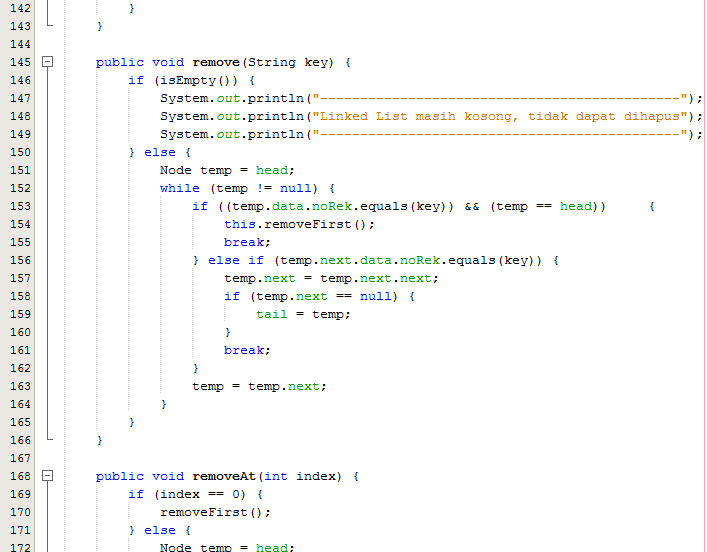 142             }
143         }
144
145     public void remove(String key) {
146         if (isEmpty()) {
147             System.out.println("---------------------------------------------");
148             System.out.println("Linked List masih kosong, tidak dapat dihapus");
149             System.out.println("---------------------------------------------");
150         } else {
151             Node temp = head;
152             while (temp != null) {
153                 if ((temp.data.noRek.equals(key)) && (temp == head))     {
154                     this.removeFirst();
155                     break;
156                 } else if (temp.next.data.noRek.equals(key)) {
157                     temp.next = temp.next.next;
158                     if (temp.next == null) {
159                         tail = temp;
160                     }
161                     break;
162                 }
163                 temp = temp.next;
164             }
165         }
166     }
167
168     public void removeAt(int index) {
169         if (index == 0) {
170             removeFirst();
171         } else {
172             Node temp = head;